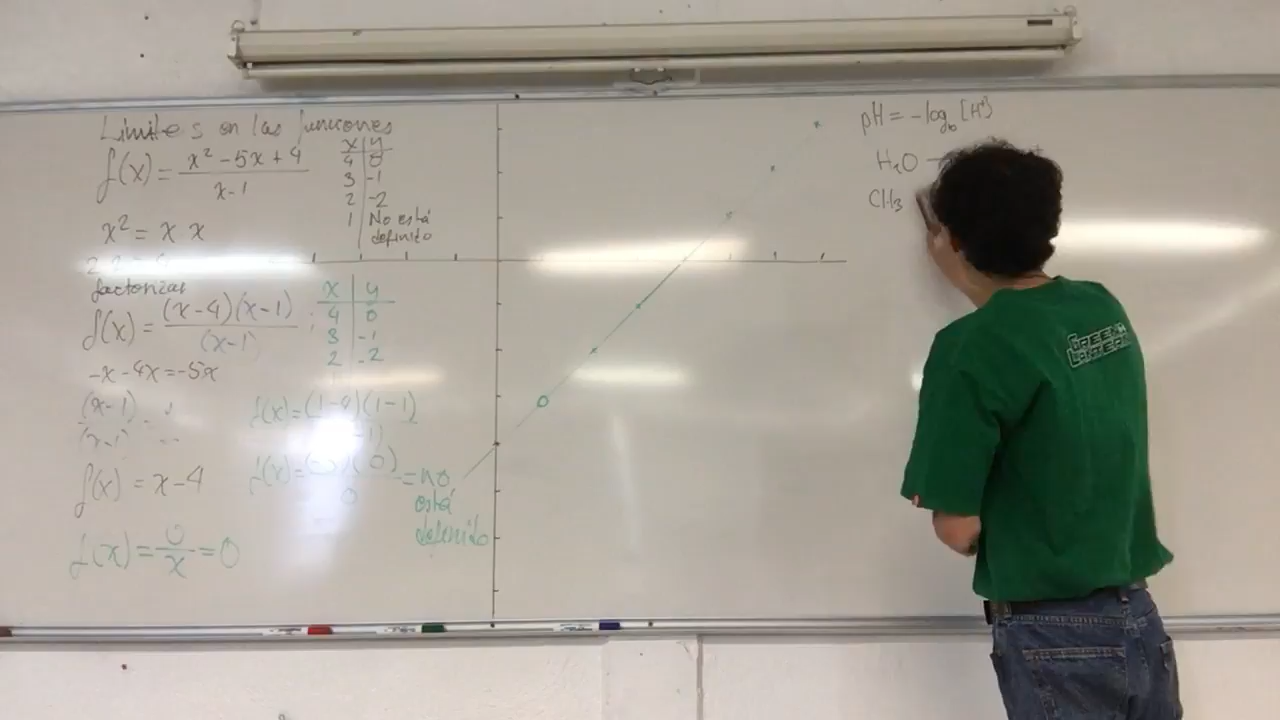 Limites en las funciones
f(x) = x² - 5x + 4
x - 1
x y
4 0
3 -1
2 -2
1 No está
definido
x² = x x
factorizar
f(x) = (x-4)(x-1)
(x-1)
x y
4 0
3 -1
2 -2
-x - 4x = -5x
(x-1)
(x-1)
f(x) = x - 4
f(x) = 0
x
= 0
f(x) = (1-4)(1-1)
f(x) =
0
= no
está
definido
pH = -log₁₀ [H⁺]
H₂O
CH₃
GREEN
LANTERN